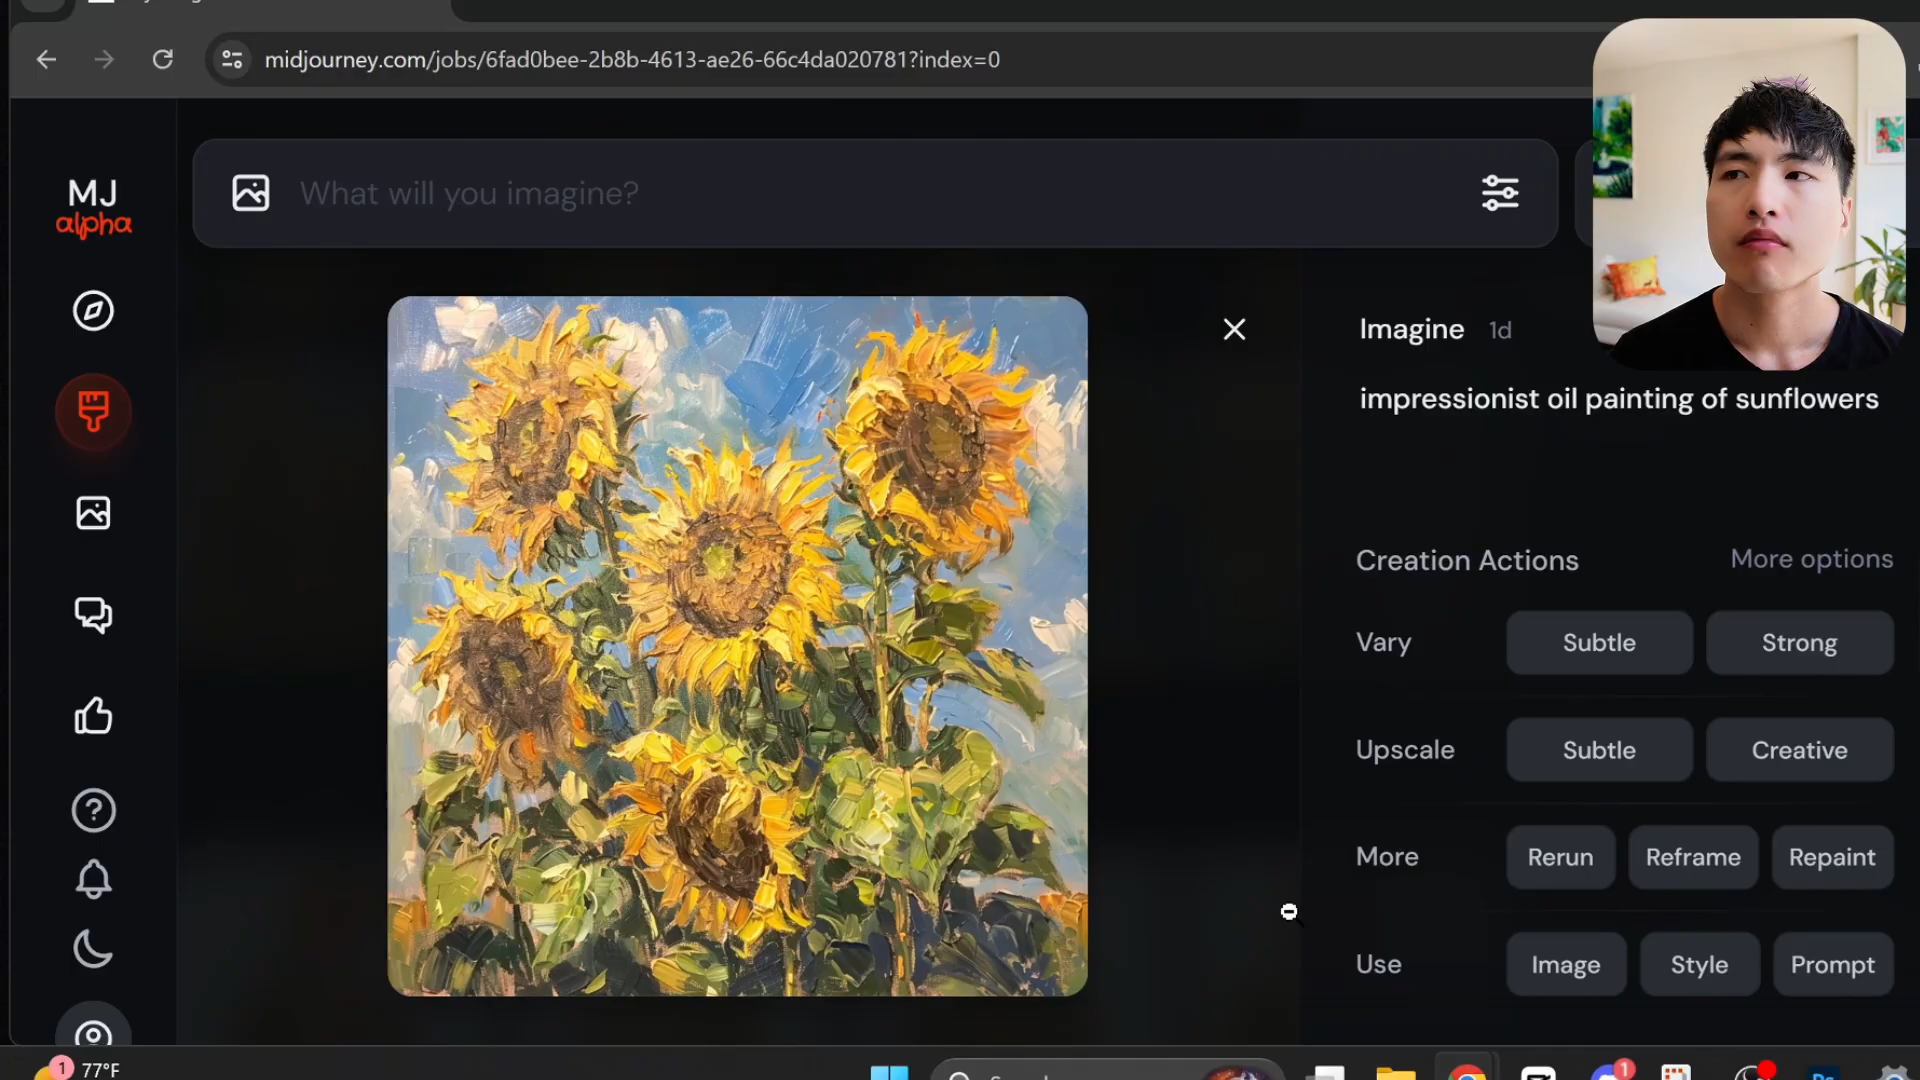 midjourney.com/jobs/6fad0bee-2b8b-4613-ae26-66c4da020781?index=0
MJ
alpha
What will you imagine?
Imagine 1d
impressionist oil painting of sunflowers
Creation Actions More options
Vary Subtle Strong
Upscale Subtle Creative
More Rerun Reframe Repaint
Use Image Style Prompt
1 77°F
1